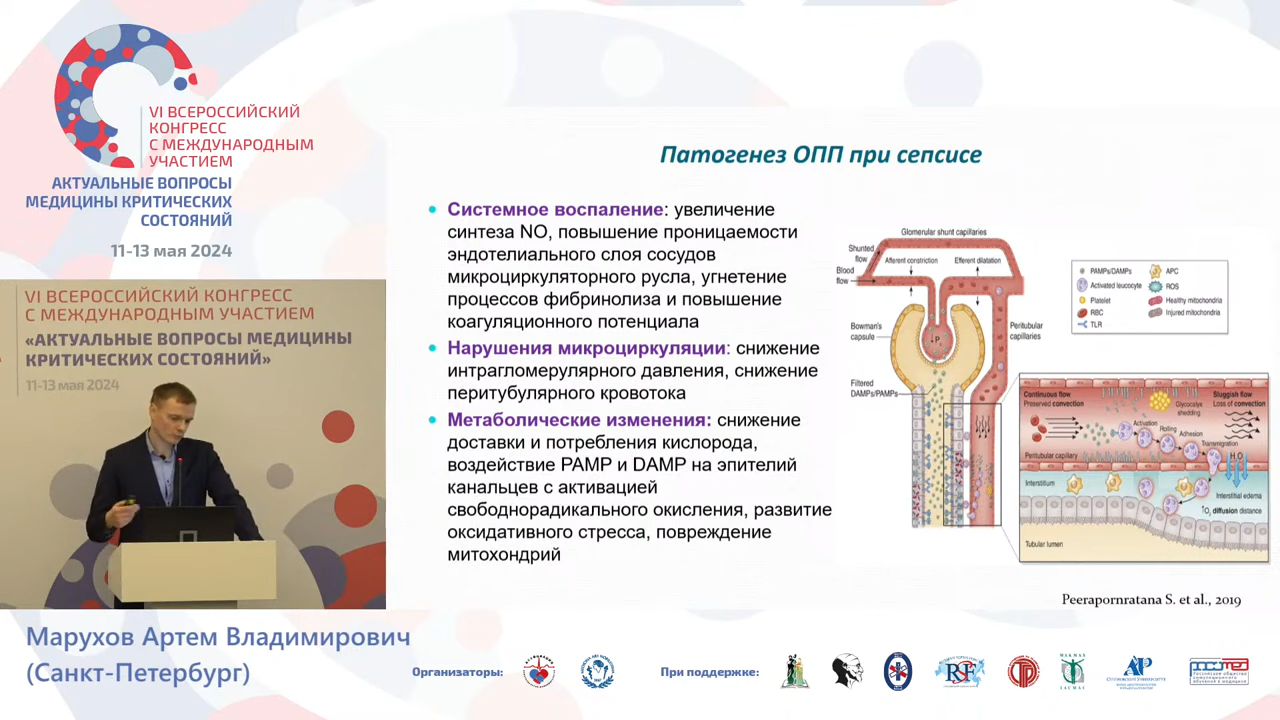 VI ВСЕРОССИЙСКИЙ
КОНГРЕСС
С МЕЖДУНАРОДНЫМ
УЧАСТИЕМ
АКТУАЛЬНЫЕ ВОПРОСЫ
МЕДИЦИНЫ КРИТИЧЕСКИХ
СОСТОЯНИЙ
11-13 мая 2024
VI ВСЕРОССИЙСКИЙ КОНГРЕСС
С МЕЖДУНАРОДНЫМ УЧАСТИЕМ
«АКТУАЛЬНЫЕ ВОПРОСЫ МЕДИЦИНЫ
КРИТИЧЕСКИХ СОСТОЯНИЙ»
11-13 мая 2024
Патогенез ОПП при сепсисе
Системное воспаление: увеличение
синтеза NO, повышение проницаемости
эндотелиального слоя сосудов
микроциркуляторного русла, угнетение
процессов фибринолиза и повышение
коагуляционного потенциала
Нарушения микроциркуляции: снижение
интрагломерулярного давления, снижение
перитубулярного кровотока
Метаболические изменения: снижение
доставки и потребления кислорода,
воздействие PAMP и DAMP на эпителий
канальцев с активацией
свободнорадикального окисления, развитие
оксидативного стресса, повреждение
митохондрий
Glomerular shunt capillaries
Shunted
flow
Afferent constriction
Efferent dilatation
Blood
flow
Bowman's
capsule
↓P
Peritubular
capillaries
Filtered
DAMPs/PAMPs
PAMPs/DAMPs
Activated leucocyte
Platelet
RBC
TLR
APC
ROS
Healthy mitochondria
Injured mitochondria
Continuous flow
Preserved convection
Glycocalyx
shedding
Sluggish flow
Loss of convection
Activation
Rolling
Adhesion
Transmigration
Peritubular capillary
H₂O
Interstitium
Interstitial edema
↑O₂ diffusion distance
Tubular lumen
Peerapornratana S. et al., 2019
Марухов Артем Владимирович
(Санкт-Петербург)
Организаторы:
При поддержке: